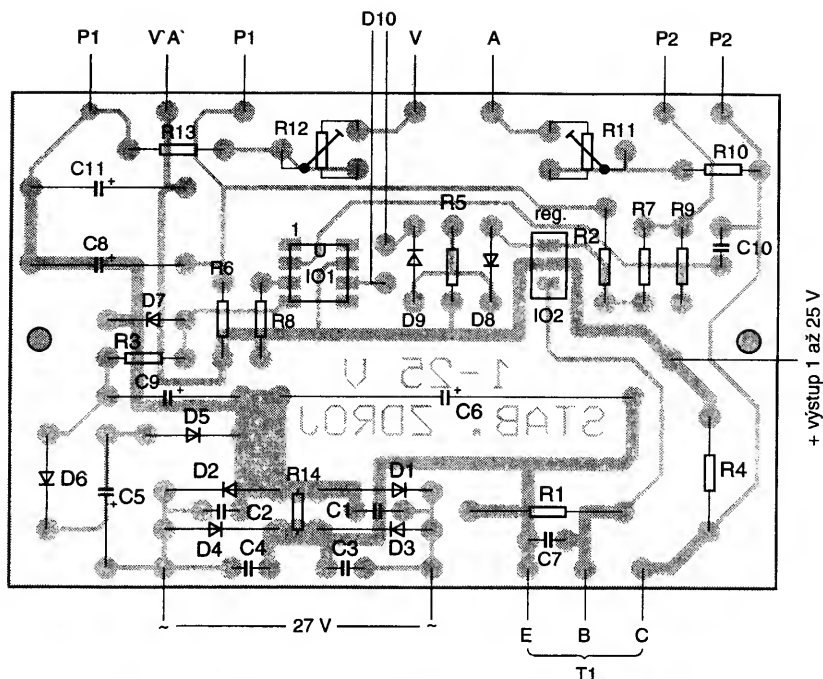 D10
P1 V`A` P1 V A P2 P2
R13 R12 R11 R10
C11
1 R5 reg. R2 R7 R9
C8 C10
R6 IO1
D7 R8 D9 D8 IO2
R3
C9 1-25 V
C6
+ výstup 1 až 25 V
D5 STAB. ZDROJ
D6 C5 D2 R14 D1 R1 R4
C2 C1
D4 D3 C7
C4 C3
~ 27 V ~ E B C
T1